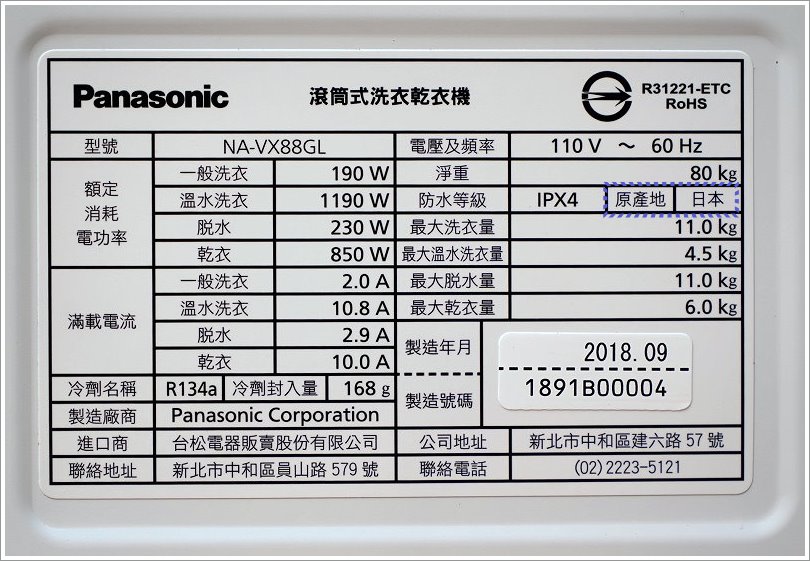 Panasonic 滾筒式洗衣乾衣機 R31221-ETC
RoHS
型號 NA-VX88GL 電壓及頻率 110 V ～ 60 Hz
額定
消耗
電功率
一般洗衣 190 W 淨重 80 kg
溫水洗衣 1190 W 防水等級 IPX4 原產地 日本
脫水 230 W 最大洗衣量 11.0 kg
乾衣 850 W 最大溫水洗衣量 4.5 kg
滿載電流
一般洗衣 2.0 A 最大脫水量 11.0 kg
溫水洗衣 10.8 A 最大乾衣量 6.0 kg
脫水 2.9 A 製造年月 2018.09
乾衣 10.0 A
冷劑名稱 R134a 冷劑封入量 168 g 製造號碼 1891B00004
製造廠商 Panasonic Corporation
進口商 台松電器販賣股份有限公司 公司地址 新北市中和區建六路 57 號
聯絡地址 新北市中和區員山路 579 號 聯絡電話 (02) 2223-5121